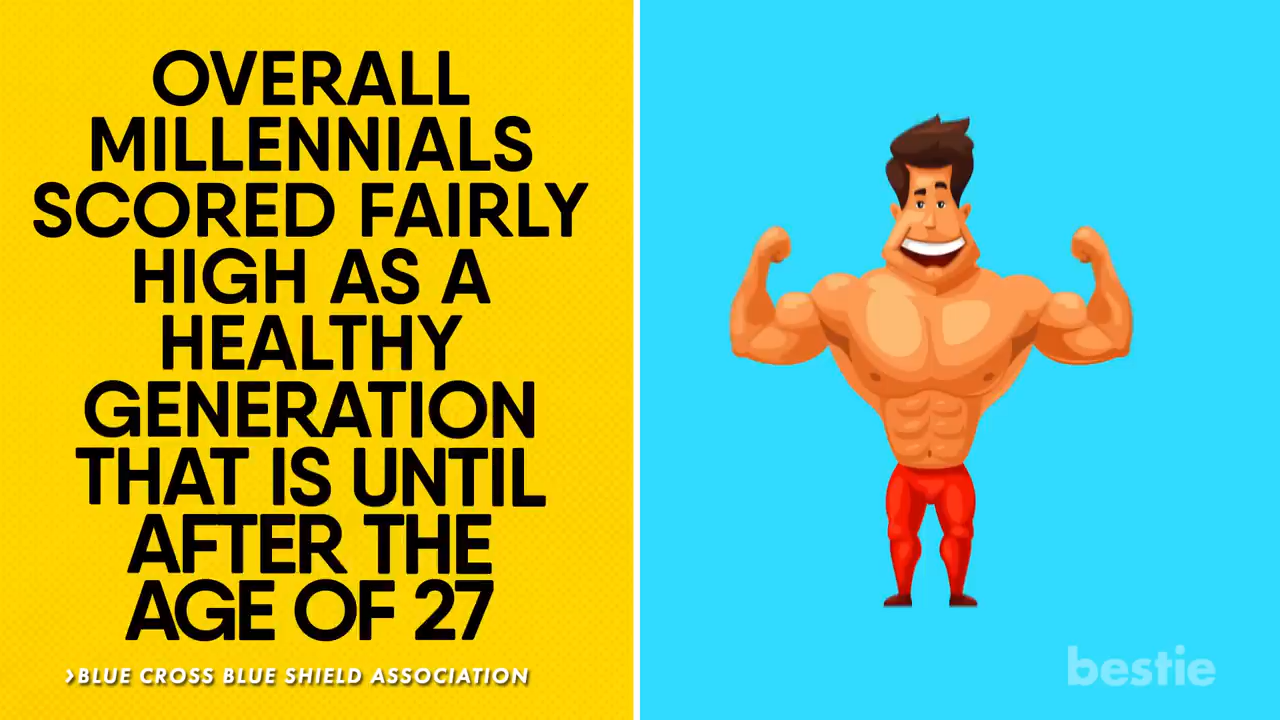 OVERALL
MILLENNIALS
SCORED FAIRLY
HIGH AS A
HEALTHY
GENERATION
THAT IS UNTIL
AFTER THE
AGE OF 27
›BLUE CROSS BLUE SHIELD ASSOCIATION
bestie